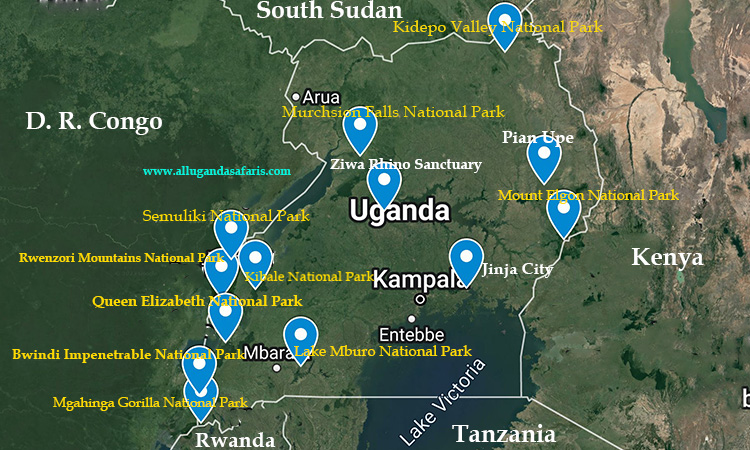 South Sudan
Kidepo Valley National Park
Arua
Murchsion Falls National Park
D. R. Congo
Pian Upe
Ziwa Rhino Sanctuary
www.allugandasafaris.com
Mount Elgon National Park
Uganda
Semuliki National Park
Rwenzori Mountains National Park
Kenya
Jinja City
Kibale National Park
Kampala
Queen Elizabeth National Park
Entebbe
Bwindi Impenetrable National Park
Mbara
Lake Mburo National Park
Lake Victoria
Mgahinga Gorilla National Park
Rwanda
Tanzania